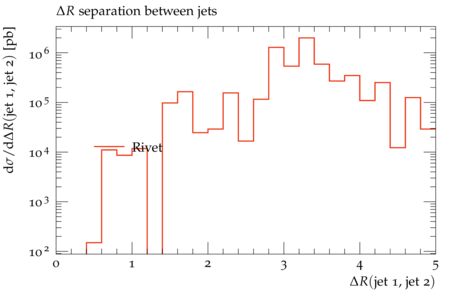 ΔR separation between jets
dσ/dΔR(jet 1, jet 2) [pb]
10⁶
10⁵
10⁴
10³
10²
Rivet
0 1 2 3 4 5
ΔR(jet 1, jet 2)